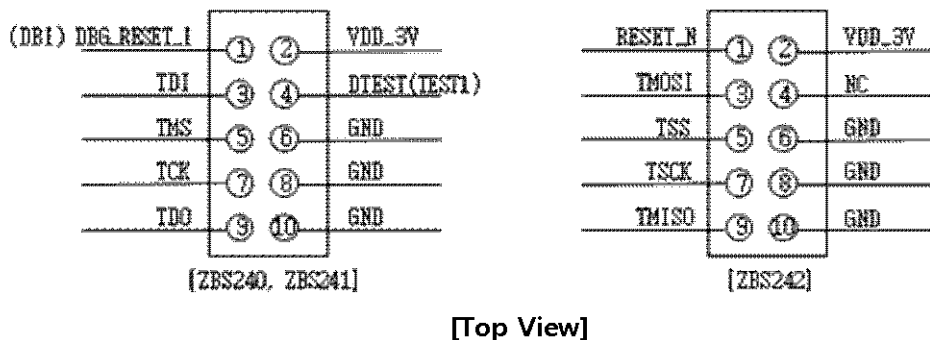 (DB1) DBG_RESET_1 ① ② VDD_3V
TDI ③ ④ DTEST(TEST1)
TMS ⑤ ⑥ GND
TCK ⑦ ⑧ GND
TDO ⑨ ⑩ GND
[ZBS240, ZBS241]
RESET_N ① ② VDD_3V
TMOSI ③ ④ NC
TSS ⑤ ⑥ GND
TSCK ⑦ ⑧ GND
TMISO ⑨ ⑩ GND
[ZBS242]
[Top View]